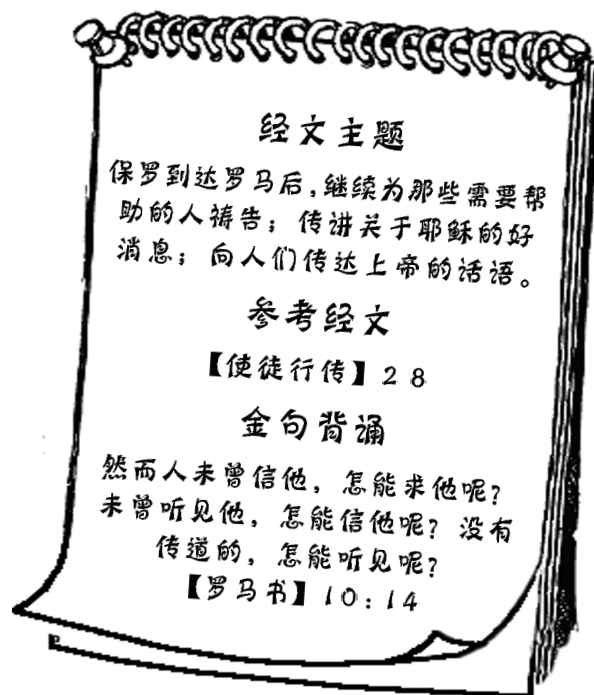 经文主题
保罗到达罗马后,继续为那些需要帮
助的人祷告；传讲关于耶稣的好
消息；向人们传达上帝的话语。
参考经文
【使徒行传】28
金句背诵
然而人未曾信他，怎能求他呢？
未曾听见他，怎能信他呢？没有
传道的，怎能听见呢？
【罗马书】10:14